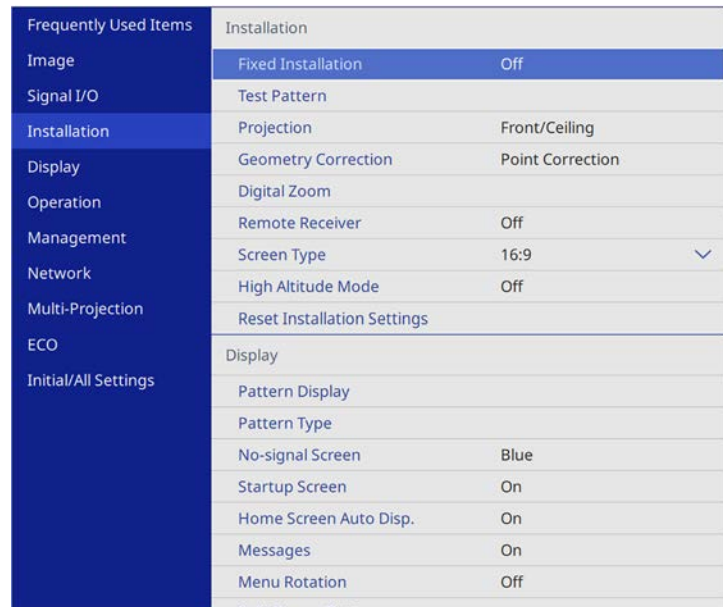 Frequently Used Items
Image
Signal I/O
Installation
Display
Operation
Management
Network
Multi-Projection
ECO
Initial/All Settings
Installation
Fixed Installation Off
Test Pattern
Projection Front/Ceiling
Geometry Correction Point Correction
Digital Zoom
Remote Receiver Off
Screen Type 16:9
High Altitude Mode Off
Reset Installation Settings
Display
Pattern Display
Pattern Type
No-signal Screen Blue
Startup Screen On
Home Screen Auto Disp. On
Messages On
Menu Rotation Off